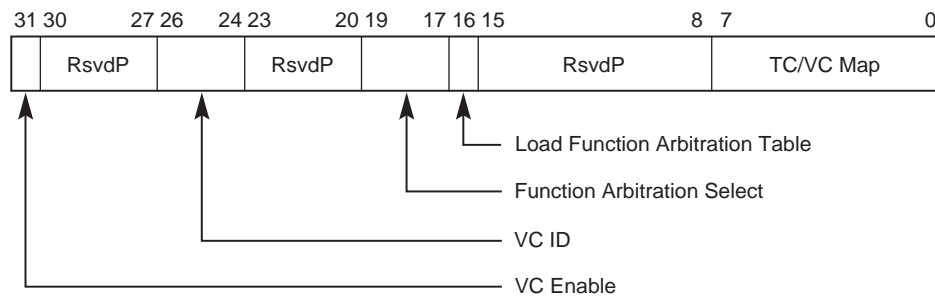 31 30 27 26 24 23 20 19 17 16 15 8 7 0
RsvdP RsvdP RsvdP TC/VC Map
Load Function Arbitration Table
Function Arbitration Select
VC ID
VC Enable